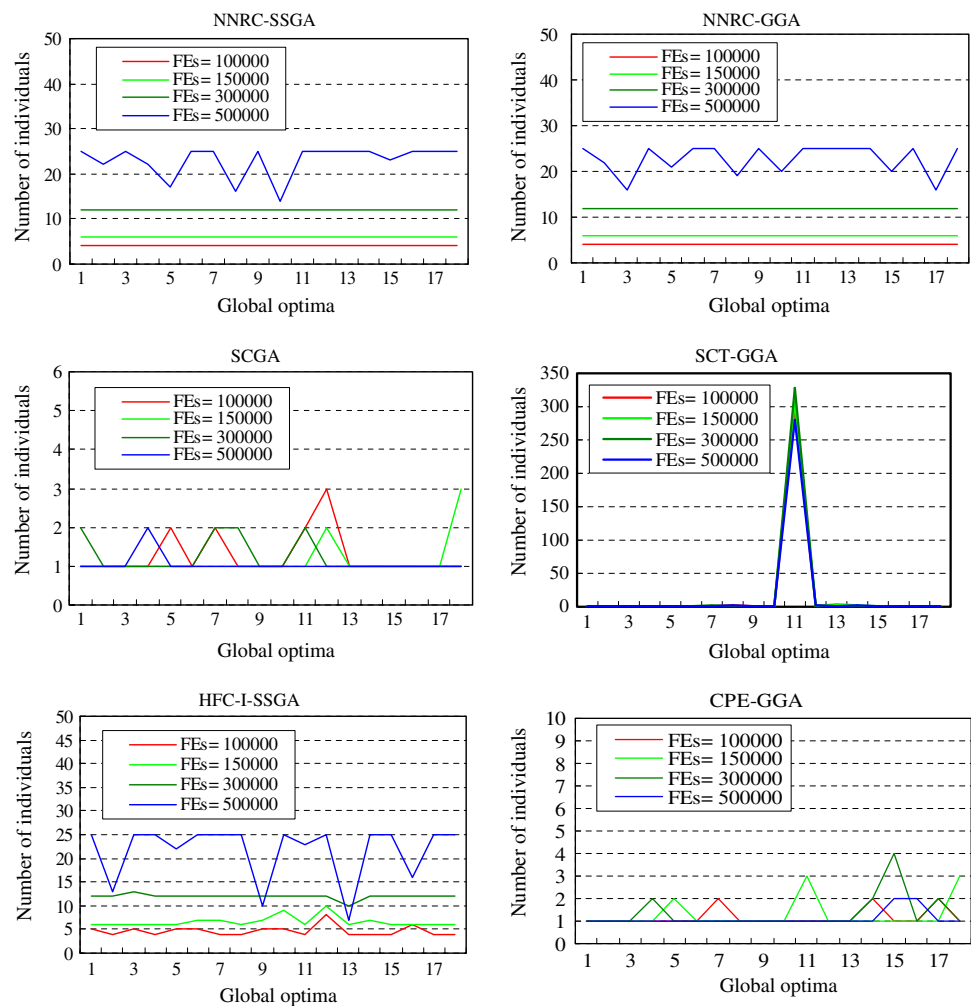 NNRC-SSGA
50
40
30
20
10
0
Number of individuals
FEs= 100000
FEs= 150000
FEs= 300000
FEs= 500000
1 3 5 7 9 11 13 15 17
Global optima
NNRC-GGA
50
40
30
20
10
0
Number of individuals
FEs= 100000
FEs= 150000
FEs= 300000
FEs= 500000
1 3 5 7 9 11 13 15 17
Global optima
SCGA
6
5
4
3
2
1
0
Number of individuals
FEs= 100000
FEs= 150000
FEs= 300000
FEs= 500000
1 3 5 7 9 11 13 15 17
Global optima
SCT-GGA
350
300
250
200
150
100
50
0
Number of individuals
FEs= 100000
FEs= 150000
FEs= 300000
FEs= 500000
1 3 5 7 9 11 13 15 17
Global optima
HFC-I-SSGA
50
45
40
35
30
25
20
15
10
5
0
Number of individuals
FEs= 100000
FEs= 150000
FEs= 300000
FEs= 500000
1 3 5 7 9 11 13 15 17
Global optima
CPE-GGA
10
9
8
7
6
5
4
3
2
1
0
Number of individuals
FEs= 100000
FEs= 150000
FEs= 300000
FEs= 500000
1 3 5 7 9 11 13 15 17
Global optima